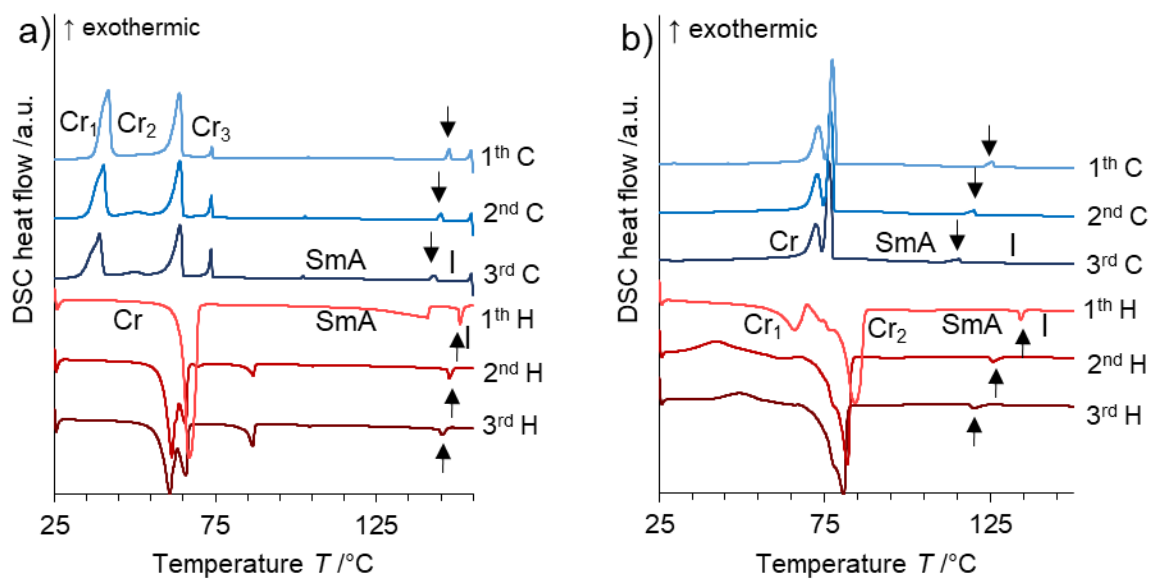 a) ↑ exothermic
DSC heat flow /a.u.
Cr₁ Cr₂ Cr₃
1ᵗʰ C
2ⁿᵈ C
SmA I
3ʳᵈ C
Cr SmA I
1ᵗʰ H
2ⁿᵈ H
3ʳᵈ H
25 75 125
Temperature T /°C
b) ↑ exothermic
DSC heat flow /a.u.
1ᵗʰ C
2ⁿᵈ C
Cr SmA I
3ʳᵈ C
1ᵗʰ H
Cr₁ Cr₂ SmA I
2ⁿᵈ H
3ʳᵈ H
25 75 125
Temperature T /°C